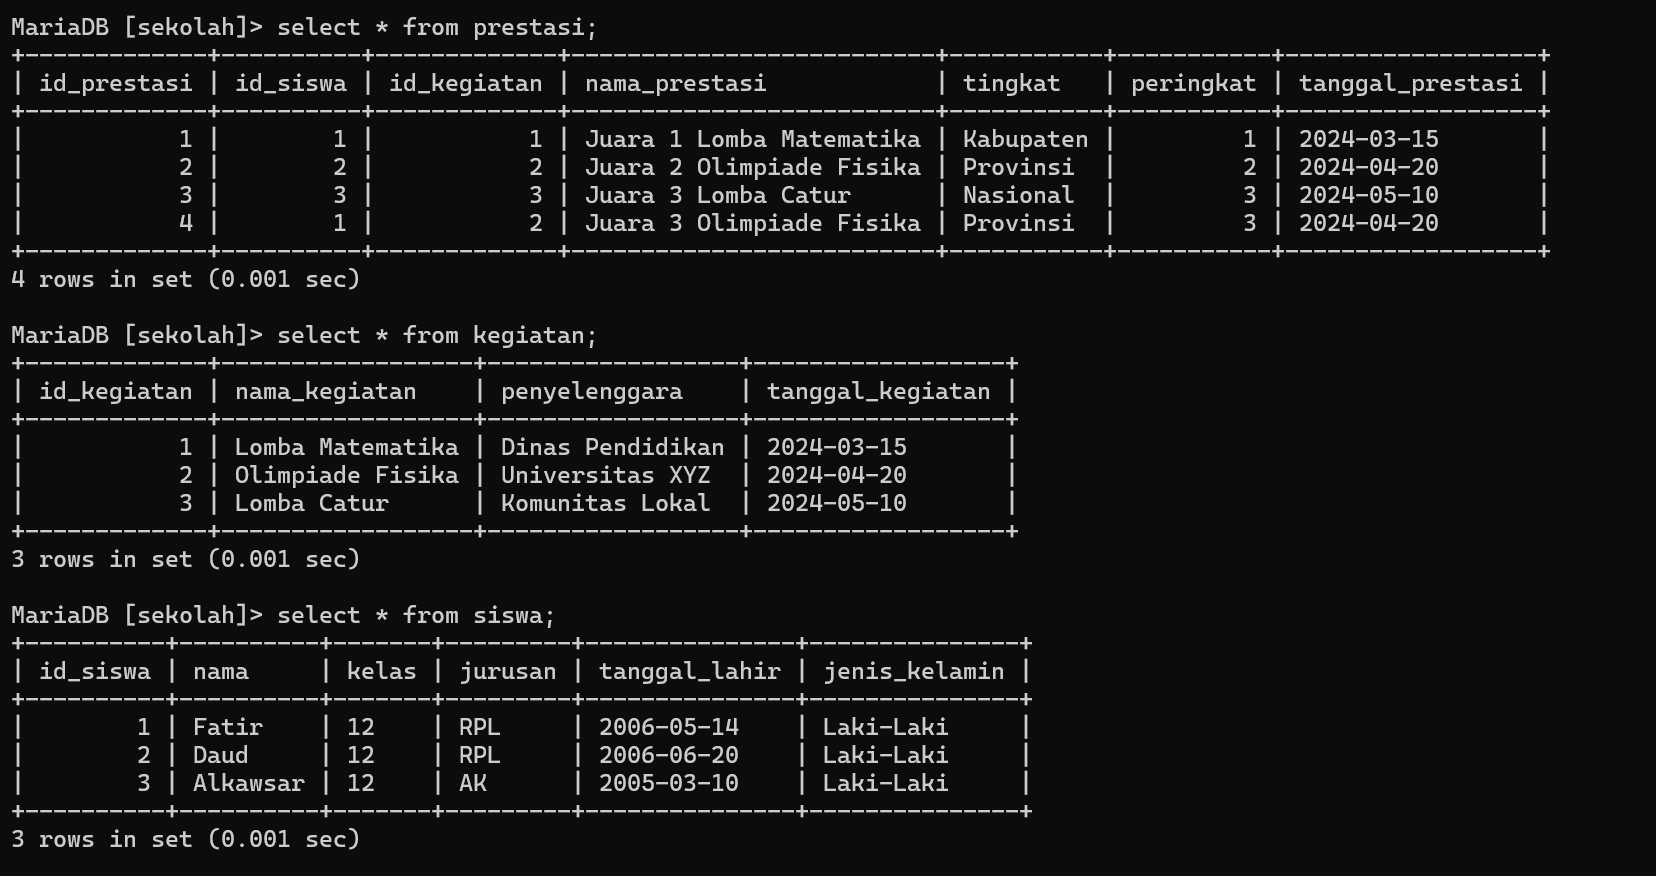 MariaDB [sekolah]> select * from prestasi;
+-------------+----------+-------------+-------------------------+-----------+-----------+------------------+
| id_prestasi | id_siswa | id_kegiatan | nama_prestasi           | tingkat   | peringkat | tanggal_prestasi |
+-------------+----------+-------------+-------------------------+-----------+-----------+------------------+
|           1 |        1 |           1 | Juara 1 Lomba Matematika | Kabupaten |         1 | 2024-03-15       |
|           2 |        2 |           2 | Juara 2 Olimpiade Fisika | Provinsi  |         2 | 2024-04-20       |
|           3 |        3 |           3 | Juara 3 Lomba Catur      | Nasional  |         3 | 2024-05-10       |
|           4 |        1 |           2 | Juara 3 Olimpiade Fisika | Provinsi  |         3 | 2024-04-20       |
+-------------+----------+-------------+-------------------------+-----------+-----------+------------------+
4 rows in set (0.001 sec)
MariaDB [sekolah]> select * from kegiatan;
+-------------+------------------+------------------+------------------+
| id_kegiatan | nama_kegiatan    | penyelenggara    | tanggal_kegiatan |
+-------------+------------------+------------------+------------------+
|           1 | Lomba Matematika | Dinas Pendidikan | 2024-03-15       |
|           2 | Olimpiade Fisika | Universitas XYZ  | 2024-04-20       |
|           3 | Lomba Catur      | Komunitas Lokal  | 2024-05-10       |
+-------------+------------------+------------------+------------------+
3 rows in set (0.001 sec)
MariaDB [sekolah]> select * from siswa;
+----------+----------+-------+---------+---------------+---------------+
| id_siswa | nama     | kelas | jurusan | tanggal_lahir | jenis_kelamin |
+----------+----------+-------+---------+---------------+---------------+
|        1 | Fatir    | 12    | RPL     | 2006-05-14    | Laki-Laki     |
|        2 | Daud     | 12    | RPL     | 2006-06-20    | Laki-Laki     |
|        3 | Alkawsar | 12    | AK      | 2005-03-10    | Laki-Laki     |
+----------+----------+-------+---------+---------------+---------------+
3 rows in set (0.001 sec)